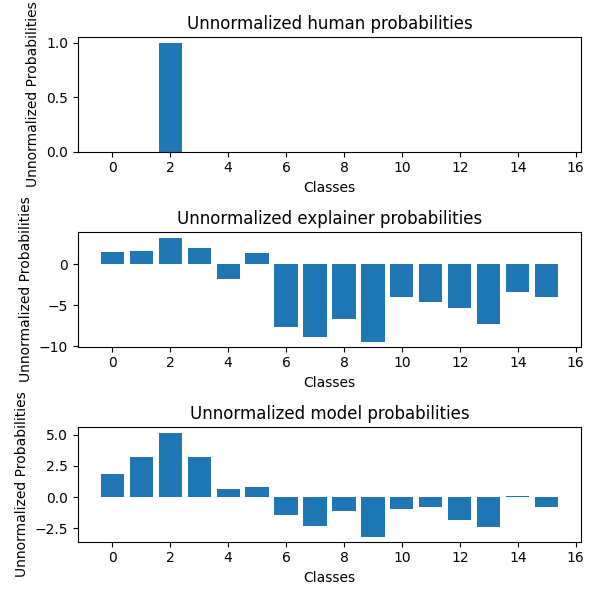 Unnormalized human probabilities
Unnormalized Probabilities
1.0
0.5
0.0
0 2 4 6 8 10 12 14 16
Classes
Unnormalized explainer probabilities
Unnormalized Probabilities
0
−5
−10
0 2 4 6 8 10 12 14 16
Classes
Unnormalized model probabilities
Unnormalized Probabilities
5.0
2.5
0.0
−2.5
0 2 4 6 8 10 12 14 16
Classes